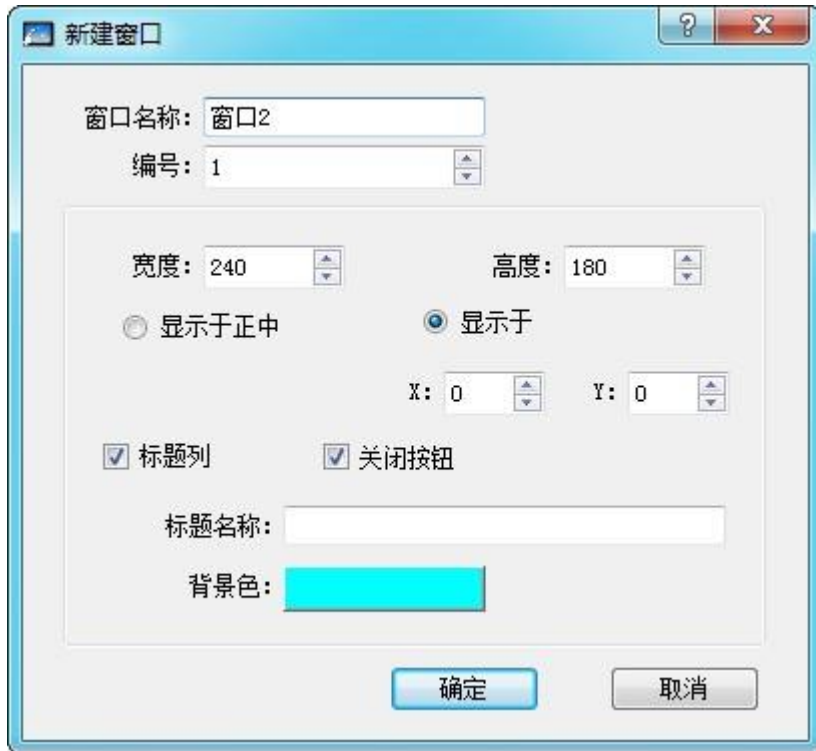 新建窗口
窗口名称: 窗口2
编号: 1
宽度: 240 高度: 180
显示于正中 显示于
X: 0 Y: 0
标题列 关闭按钮
标题名称:
背景色:
确定 取消